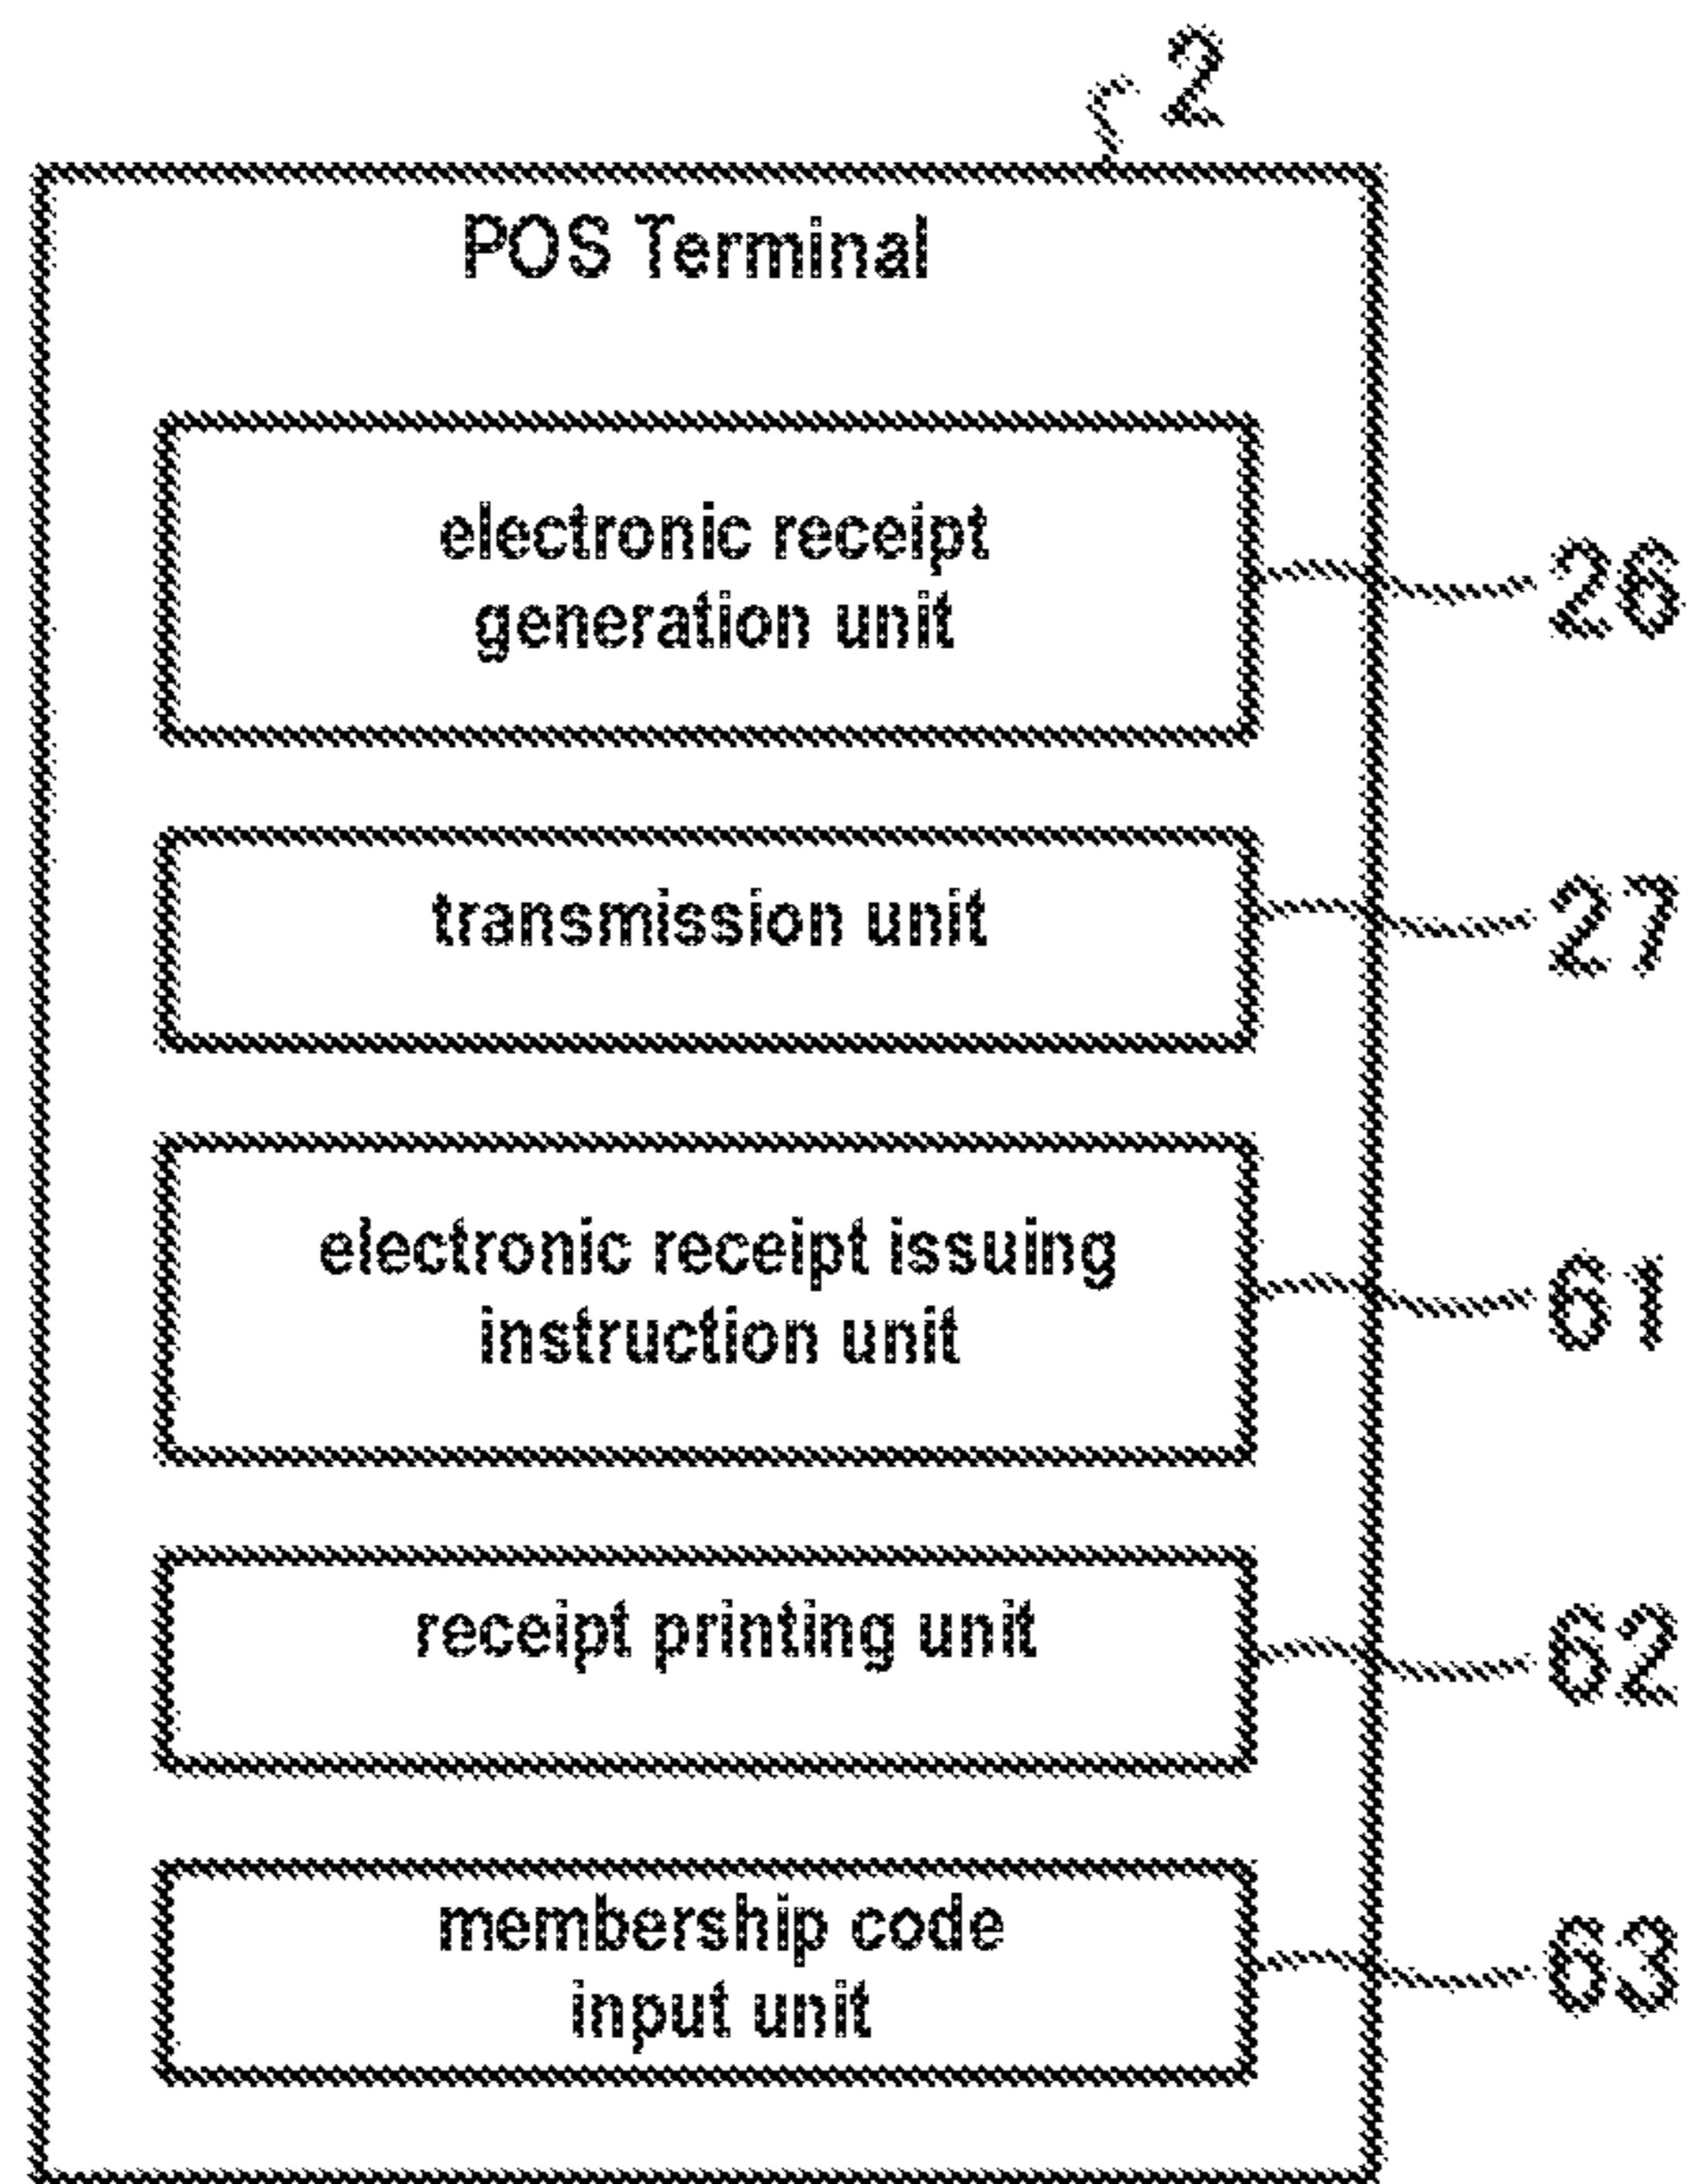 2
POS Terminal
electronic receipt
generation unit
26
transmission unit
27
electronic receipt issuing
instruction unit
61
receipt printing unit
62
membership code
input unit
63